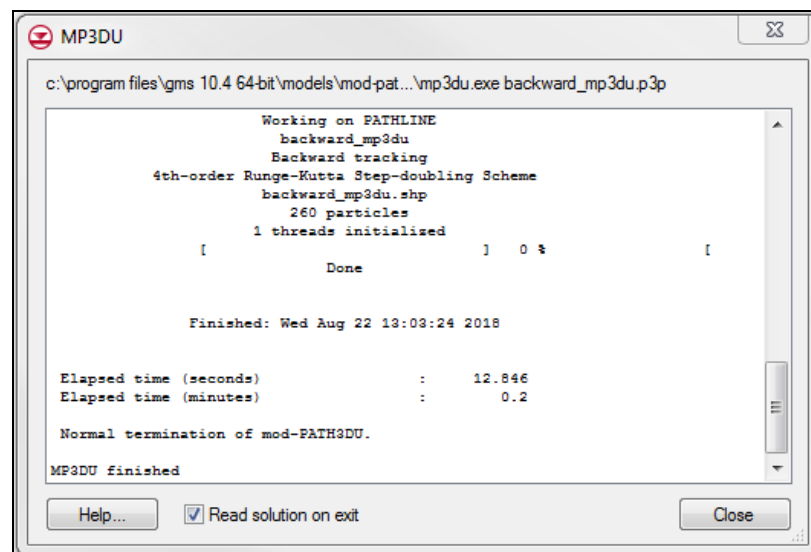 MP3DU
c:\program files\gms 10.4 64-bit\models\mod-pat...\mp3du.exe backward_mp3du.p3p
Working on PATHLINE
backward_mp3du
Backward tracking
4th-order Runge-Kutta Step-doubling Scheme
backward_mp3du.shp
260 particles
1 threads initialized
[ ] 0 % [
Done
Finished: Wed Aug 22 13:03:24 2018
Elapsed time (seconds) : 12.846
Elapsed time (minutes) : 0.2
Normal termination of mod-PATH3DU.
MP3DU finished
Help... Read solution on exit Close